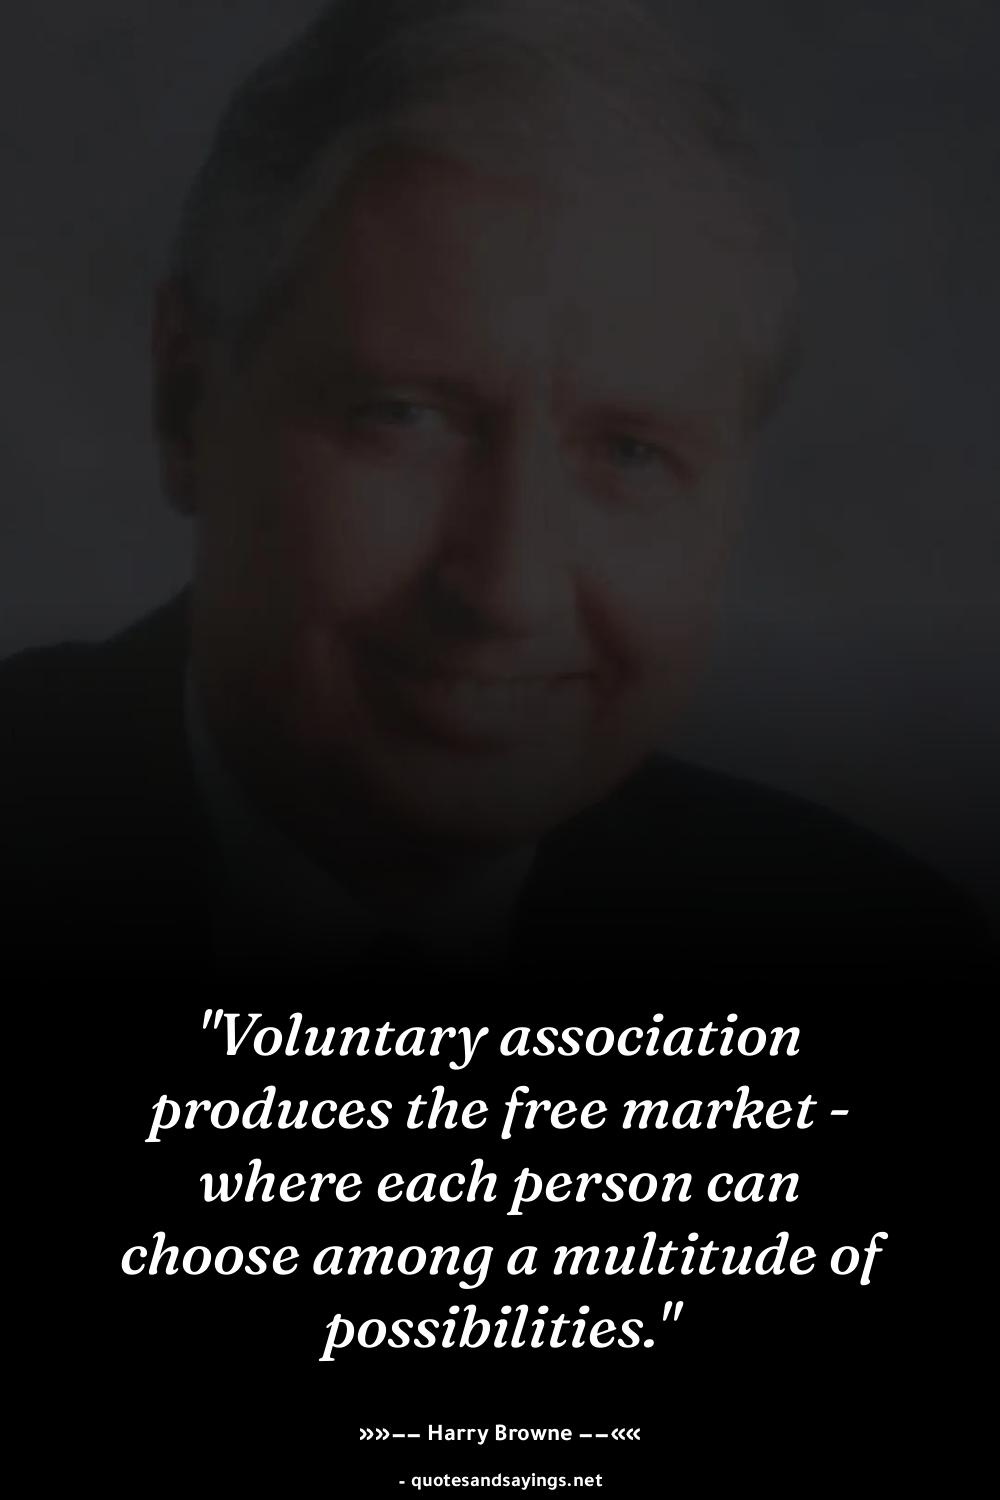 "Voluntary association
produces the free market -
where each person can
choose among a multitude of
possibilities."
»»−− Harry Browne −−««
- quotesandsayings.net